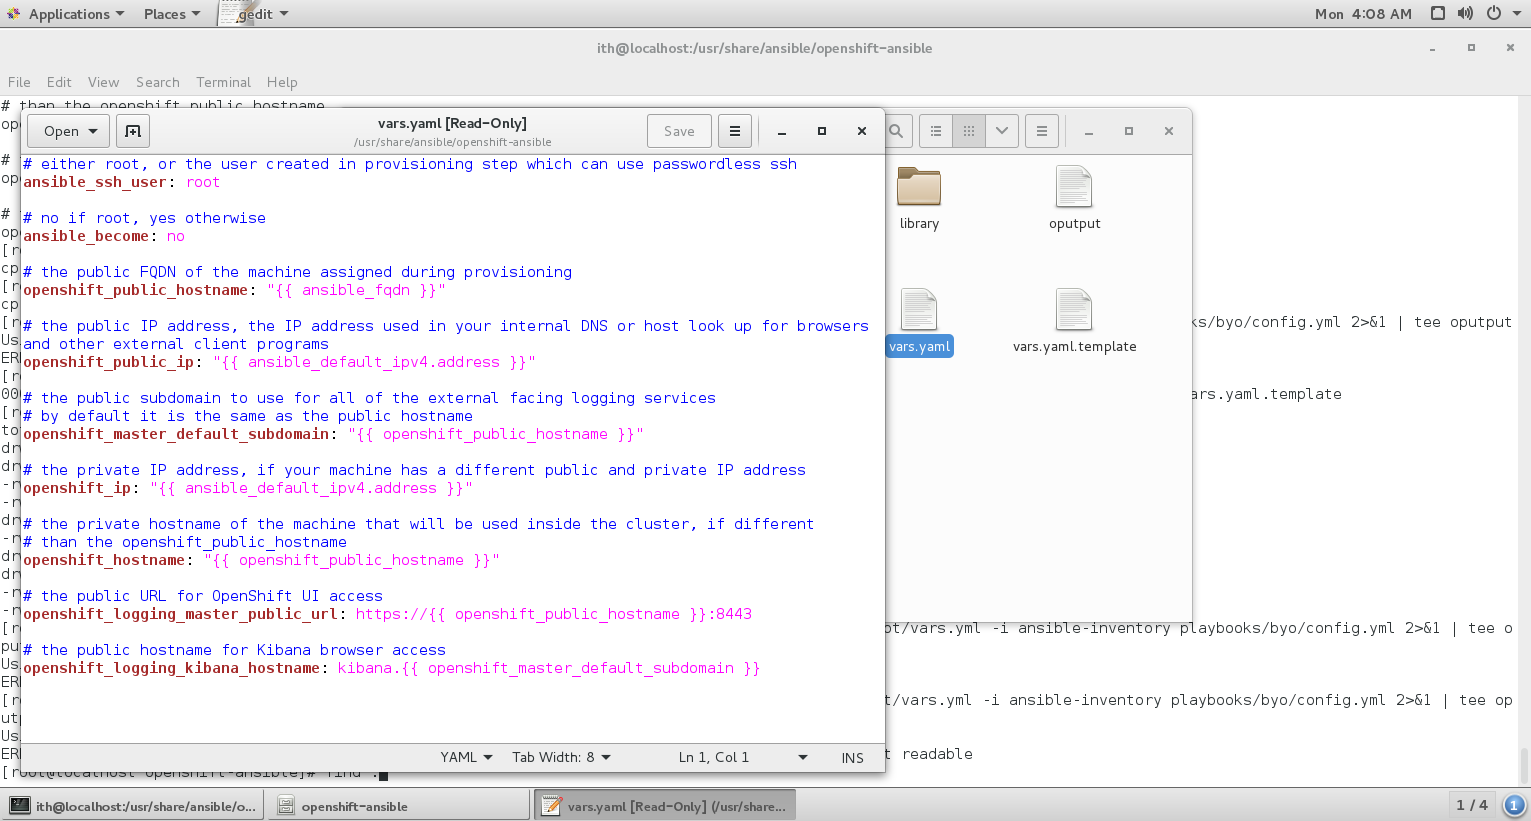 Applications Places gedit Mon 4:08 AM
ith@localhost:/usr/share/ansible/openshift-ansible
File Edit View Search Terminal Help
# than the openshift_public_hostname
Open vars.yaml [Read-Only] Save
/usr/share/ansible/openshift-ansible
# either root, or the user created in provisioning step which can use passwordless ssh
ansible_ssh_user: root
# no if root, yes otherwise
ansible_become: no
# the public FQDN of the machine assigned during provisioning
openshift_public_hostname: "{{ ansible_fqdn }}"
# the public IP address, the IP address used in your internal DNS or host look up for browsers
and other external client programs
openshift_public_ip: "{{ ansible_default_ipv4.address }}"
# the public subdomain to use for all of the external facing logging services
# by default it is the same as the public hostname
openshift_master_default_subdomain: "{{ openshift_public_hostname }}"
# the private IP address, if your machine has a different public and private IP address
openshift_ip: "{{ ansible_default_ipv4.address }}"
# the private hostname of the machine that will be used inside the cluster, if different
# than the openshift_public_hostname
openshift_hostname: "{{ openshift_public_hostname }}"
# the public URL for OpenShift UI access
openshift_logging_master_public_url: https://{{ openshift_public_hostname }}:8443
# the public hostname for Kibana browser access
openshift_logging_kibana_hostname: kibana.{{ openshift_master_default_subdomain }}
YAML Tab Width: 8 Ln 1, Col 1 INS
library oputput
vars.yaml vars.yaml.template
ks/byo/config.yml 2>&1 | tee oputput
ars.yaml.template
ot/vars.yml -i ansible-inventory playbooks/byo/config.yml 2>&1 | tee o
t/vars.yml -i ansible-inventory playbooks/byo/config.yml 2>&1 | tee op
t readable
[root@localhost openshift-ansible]# find .
ith@localhost:/usr/share/ansible/o... openshift-ansible vars.yaml [Read-Only] (/usr/share... 1 / 4 1